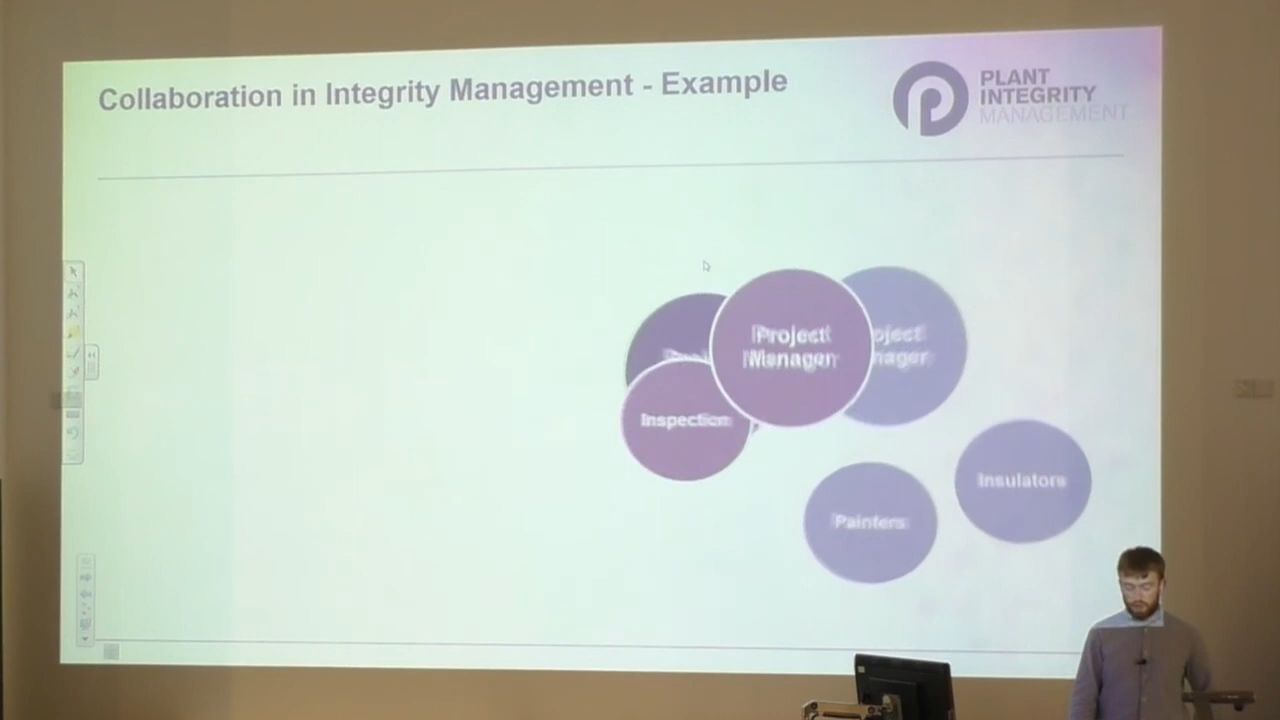 Collaboration in Integrity Management - Example
PLANT
INTEGRITY
MANAGEMENT
Project
Manager
Inspection
Painters
Insulators